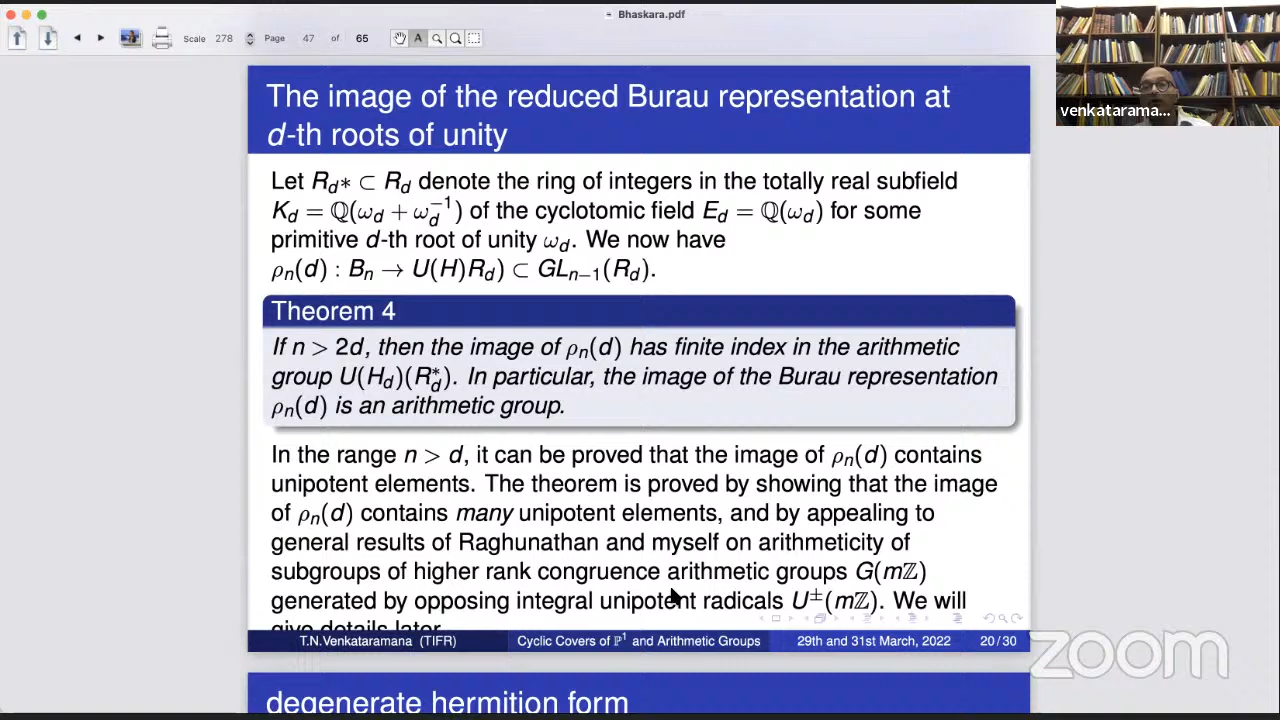 Bhaskara.pdf
Scale 278 Page 47 of 65
venkatarama...
The image of the reduced Burau representation at
d-th roots of unity
Let R_d* ⊂ R_d denote the ring of integers in the totally real subfield
K_d = ℚ(ω_d + ω_d^{-1}) of the cyclotomic field E_d = ℚ(ω_d) for some
primitive d-th root of unity ω_d. We now have
ρ_n(d) : B_n → U(H)R_d) ⊂ GL_{n-1}(R_d).
Theorem 4
If n > 2d, then the image of ρ_n(d) has finite index in the arithmetic
group U(H_d)(R_d^*). In particular, the image of the Burau representation
ρ_n(d) is an arithmetic group.
In the range n > d, it can be proved that the image of ρ_n(d) contains
unipotent elements. The theorem is proved by showing that the image
of ρ_n(d) contains many unipotent elements, and by appealing to
general results of Raghunathan and myself on arithmeticity of
subgroups of higher rank congruence arithmetic groups G(mℤ)
generated by opposing integral unipotent radicals U^±(mℤ). We will
give details later
T.N.Venkataramana (TIFR) Cyclic Covers of ℙ^1 and Arithmetic Groups 29th and 31st March, 2022 20/30
zoom
degenerate hermition form